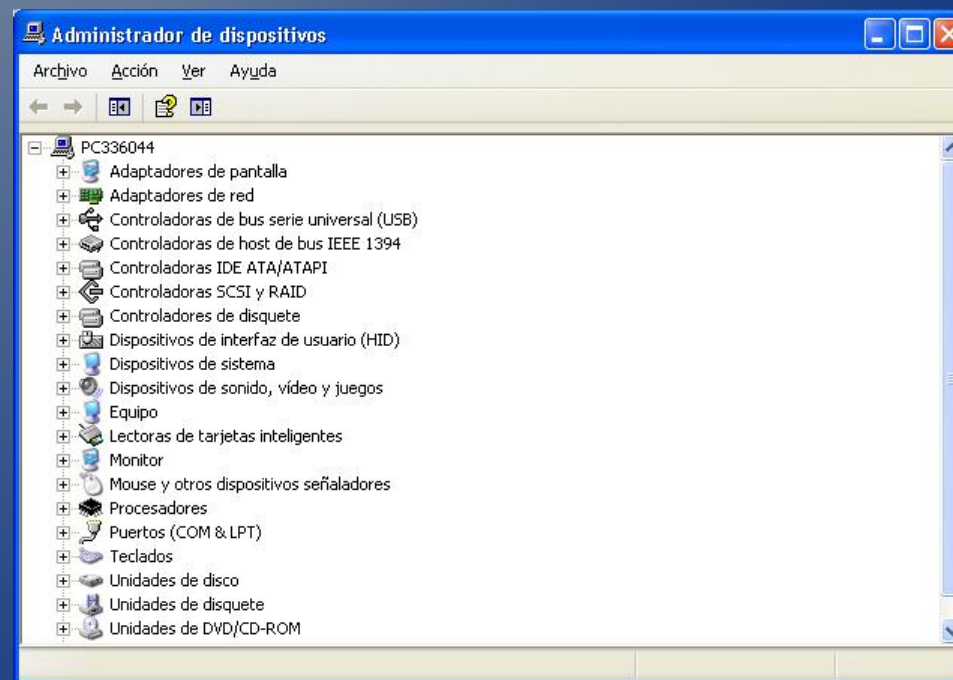 Administrador de dispositivos
Archivo Acción Ver Ayuda
PC336044
Adaptadores de pantalla
Adaptadores de red
Controladoras de bus serie universal (USB)
Controladoras de host de bus IEEE 1394
Controladoras IDE ATA/ATAPI
Controladoras SCSI y RAID
Controladores de disquete
Dispositivos de interfaz de usuario (HID)
Dispositivos de sistema
Dispositivos de sonido, vídeo y juegos
Equipo
Lectoras de tarjetas inteligentes
Monitor
Mouse y otros dispositivos señaladores
Procesadores
Puertos (COM & LPT)
Teclados
Unidades de disco
Unidades de disquete
Unidades de DVD/CD-ROM